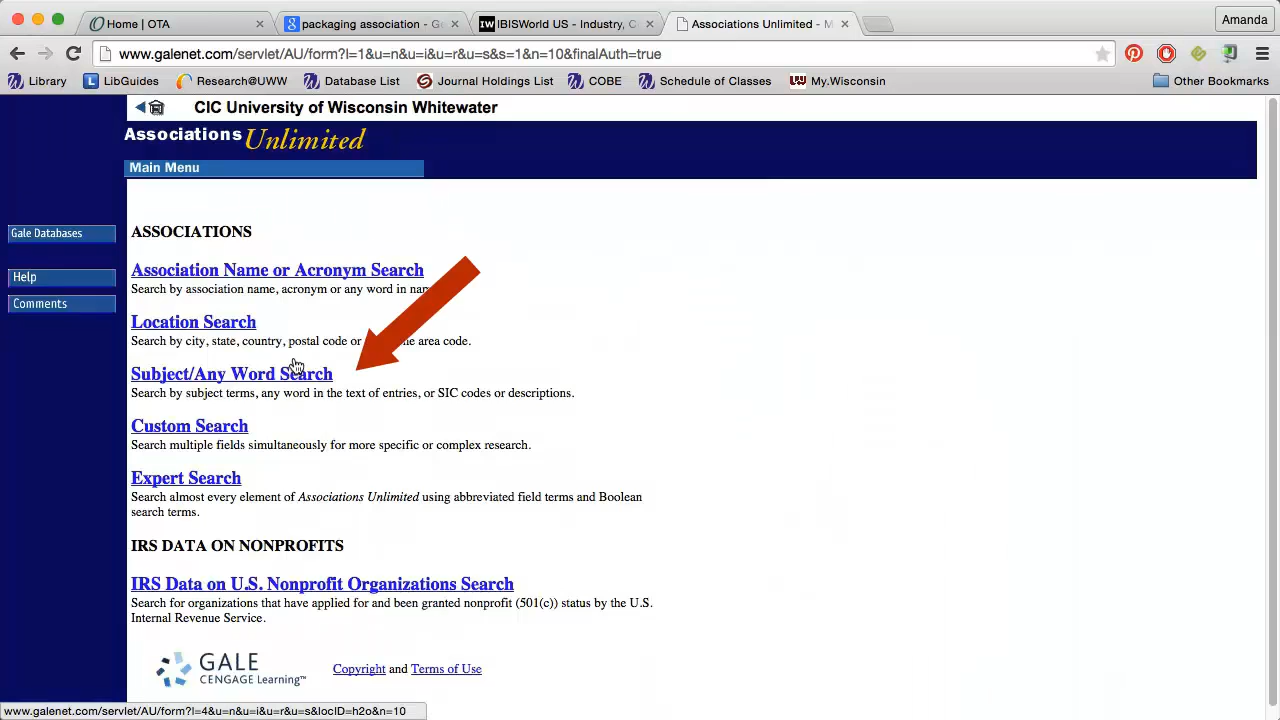 Home | OTA
packaging association - G
IW IBISWorld US - Industry, C
Associations Unlimited - M
Amanda
www.galenet.com/servlet/AU/form?l=1&u=n&u=i&u=r&u=s&s=1&n=10&finalAuth=true
Library
LibGuides
Research@UWW
Database List
Journal Holdings List
COBE
Schedule of Classes
My.Wisconsin
Other Bookmarks
CIC University of Wisconsin Whitewater
Associations Unlimited
Main Menu
Gale Databases
Help
Comments
ASSOCIATIONS
Association Name or Acronym Search
Search by association name, acronym or any word in nam
Location Search
Search by city, state, country, postal code or ne area code.
Subject/Any Word Search
Search by subject terms, any word in the text of entries, or SIC codes or descriptions.
Custom Search
Search multiple fields simultaneously for more specific or complex research.
Expert Search
Search almost every element of Associations Unlimited using abbreviated field terms and Boolean
search terms.
IRS DATA ON NONPROFITS
IRS Data on U.S. Nonprofit Organizations Search
Search for organizations that have applied for and been granted nonprofit (501(c)) status by the U.S.
Internal Revenue Service.
GALE
CENGAGE Learning™
Copyright and Terms of Use
www.galenet.com/servlet/AU/form?l=4&u=n&u=i&u=r&u=s&locID=h2o&n=10